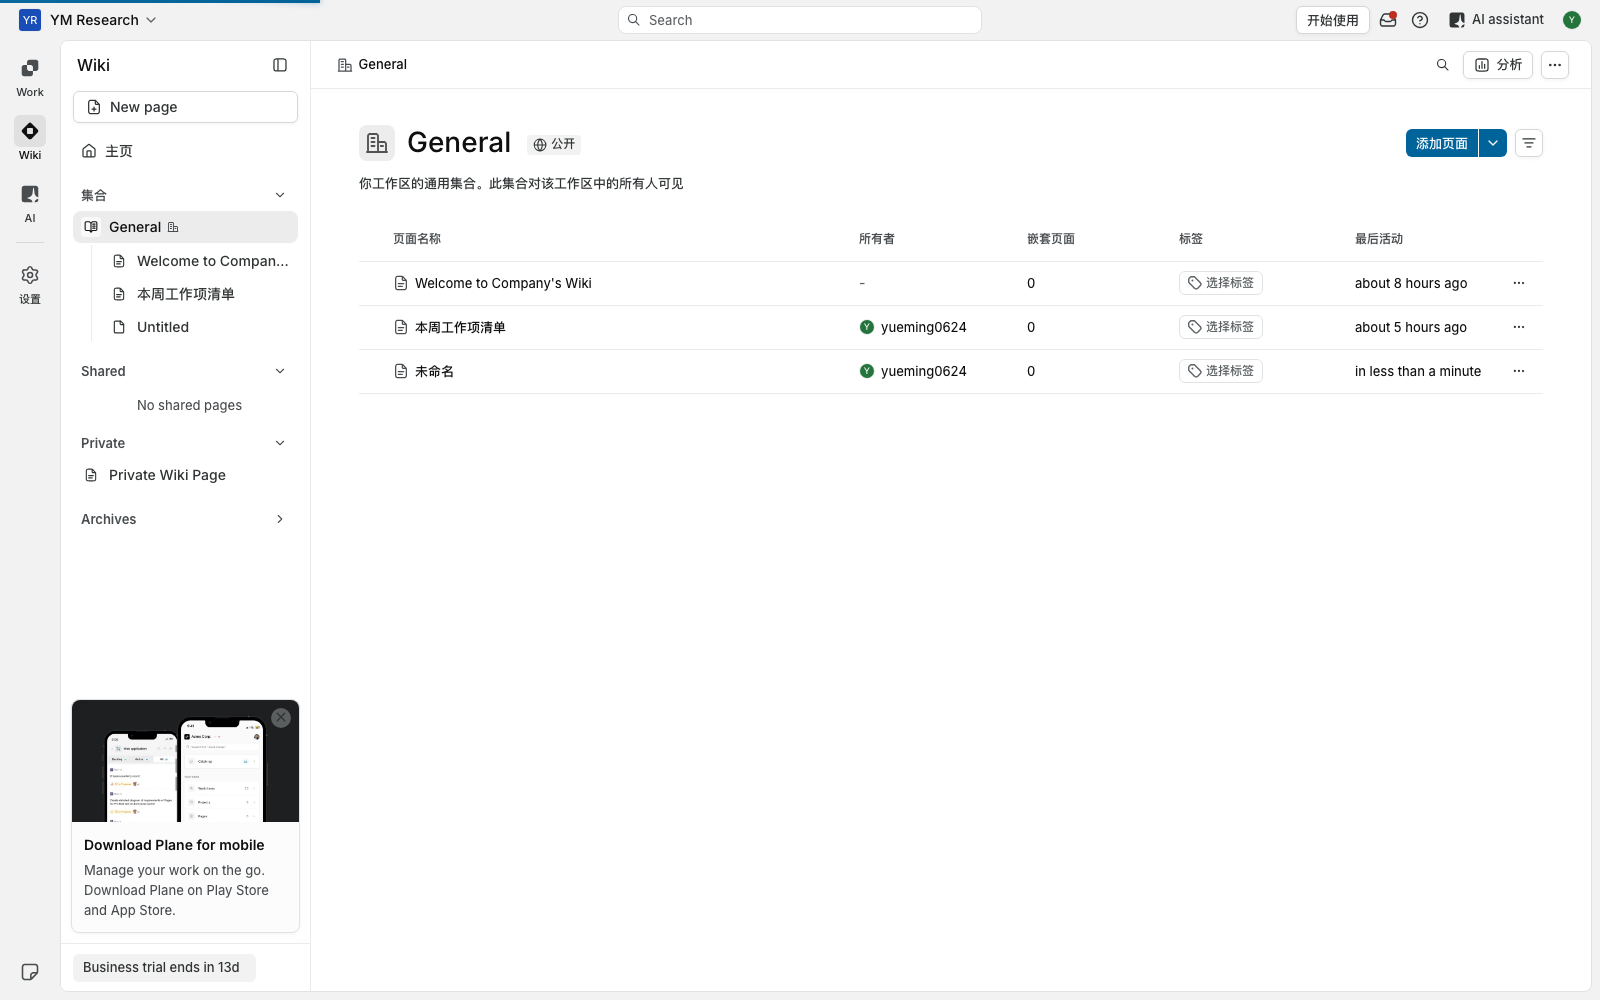 YR YM Research
Search
开始使用
AI assistant
Y
Work
Wiki
AI
设置
Wiki
New page
主页
集合
General
Welcome to Compan...
本周工作项清单
Untitled
Shared
No shared pages
Private
Private Wiki Page
Archives
Download Plane for mobile
Manage your work on the go.
Download Plane on Play Store
and App Store.
Business trial ends in 13d
General
分析
General
公开
添加页面
你工作区的通用集合。此集合对该工作区中的所有人可见
页面名称 所有者 嵌套页面 标签 最后活动
Welcome to Company's Wiki - 0 选择标签 about 8 hours ago
本周工作项清单 Y yueming0624 0 选择标签 about 5 hours ago
未命名 Y yueming0624 0 选择标签 in less than a minute